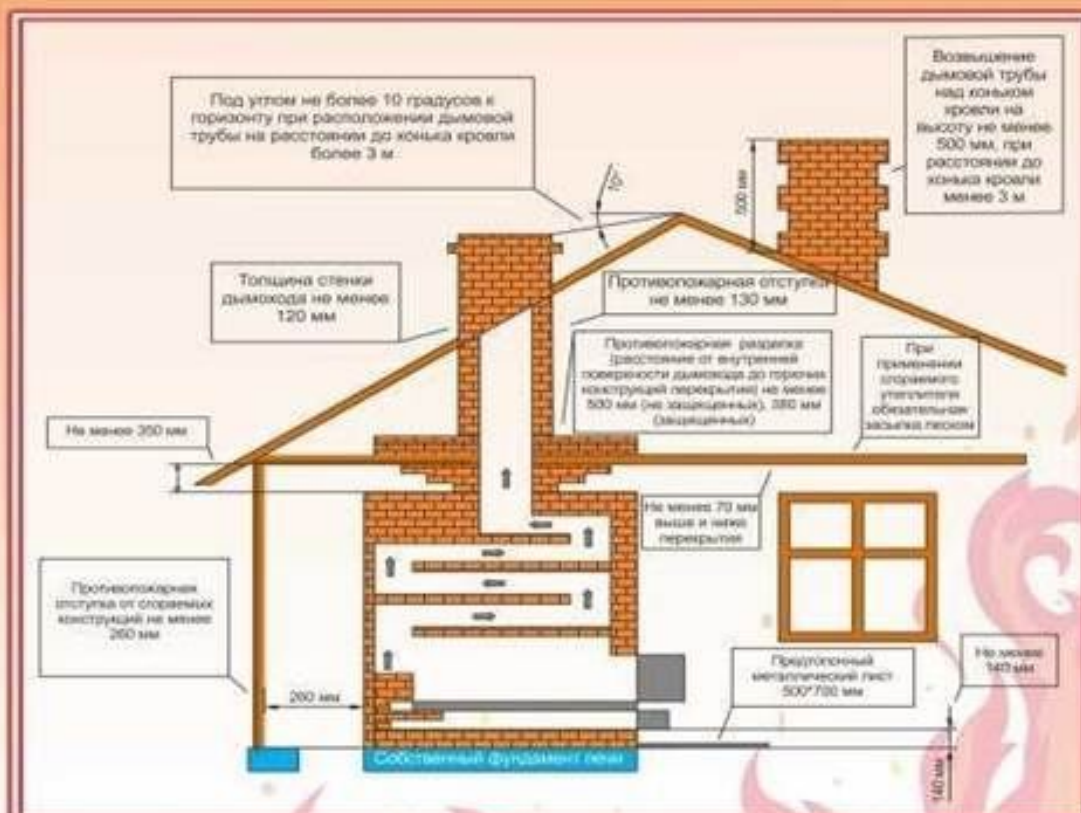 Под углом не более 10 градусов к
горизонту при расположении дымовой
трубы на расстоянии до конька кровли
более 3 м
Возвышение
дымовой трубы
над коньком
кровли на
высоту не менее
500 мм, при
расстоянии до
конька кровли
менее 3 м
10°
500 мм
Толщина стенки
дымохода не менее
120 мм
Противопожарная отступка
не менее 130 мм
Противопожарная разделка
(расстояние от внутренней
поверхности дымохода до горючих
конструкций перекрытия) не менее
500 мм (не защищенных), 380 мм
(защищенных)
При
применении
сгораемого
утеплителя
обязательная
засыпка песком
Не менее 350 мм
Не менее 70 мм
выше и ниже
перекрытия
Противопожарная
отступка от сгораемых
конструкций не менее
260 мм
260 мм
Предтопочный
металлический лист
500*700 мм
Не менее
140 мм
140 мм
Собственный фундамент печи